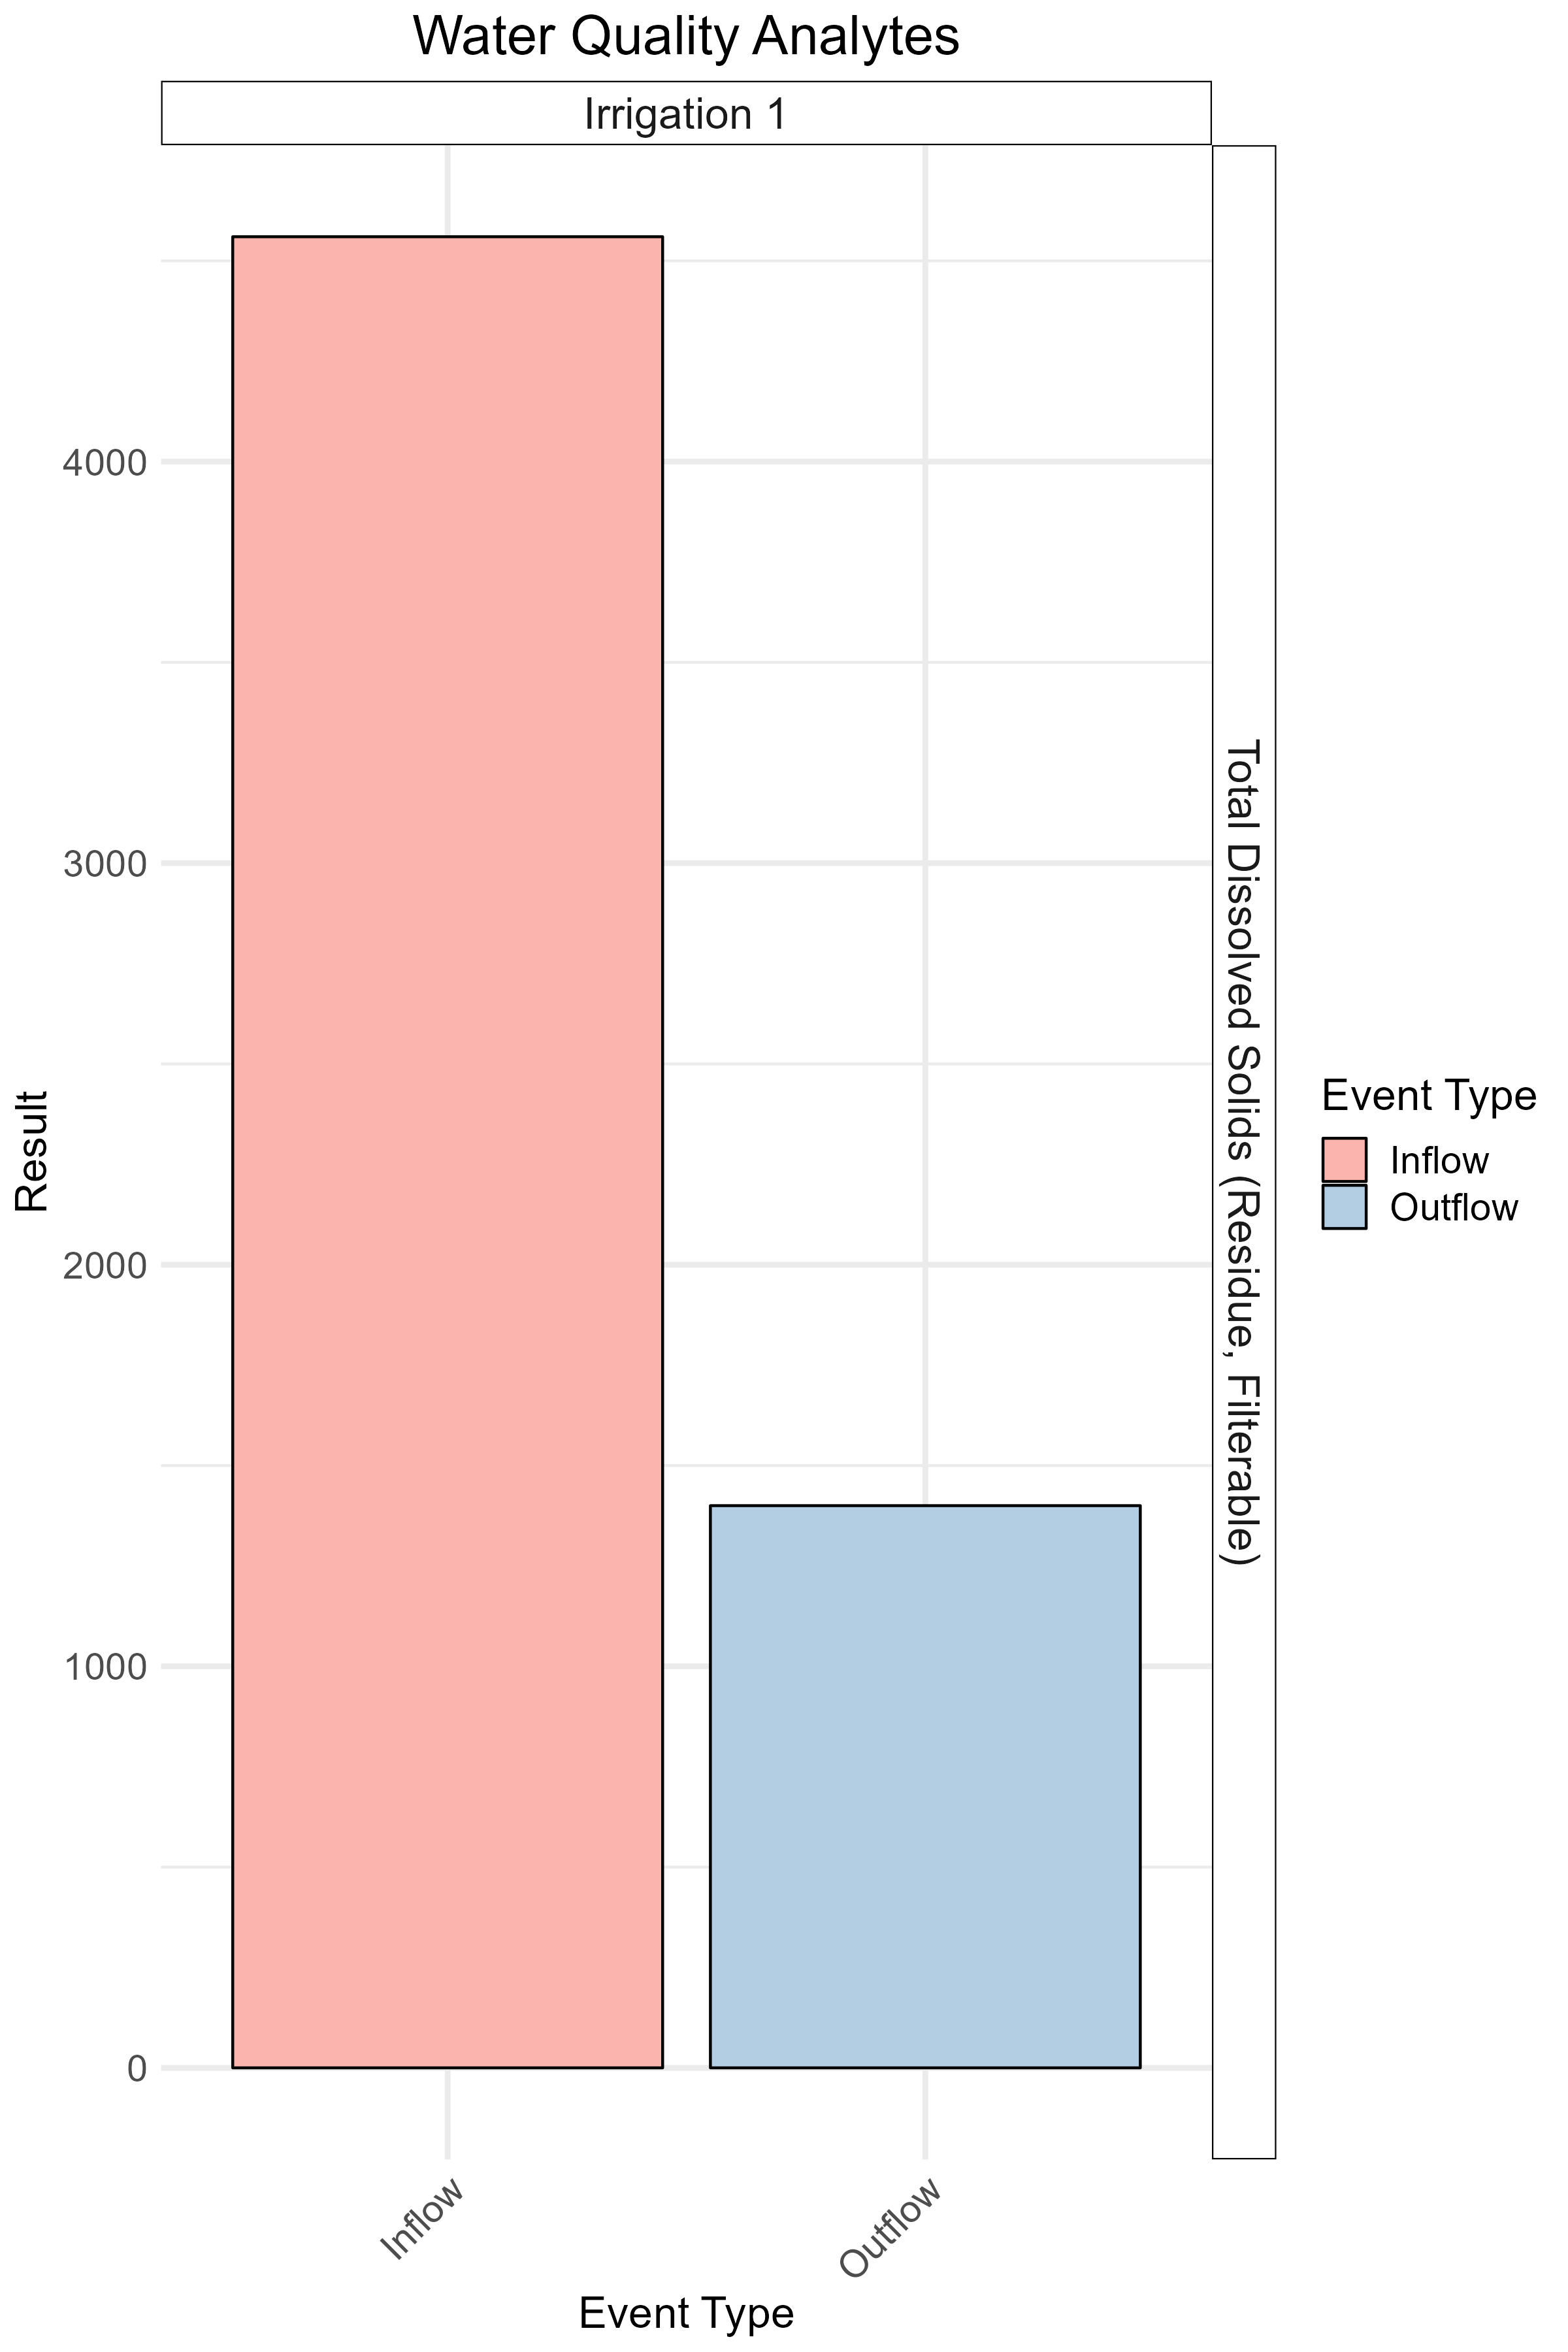 Water Quality Analytes
Irrigation 1
4000
3000
2000
1000
0
Result
Inflow
Outflow
Event Type
Total Dissolved Solids (Residue, Filterable)
Event Type
Inflow
Outflow